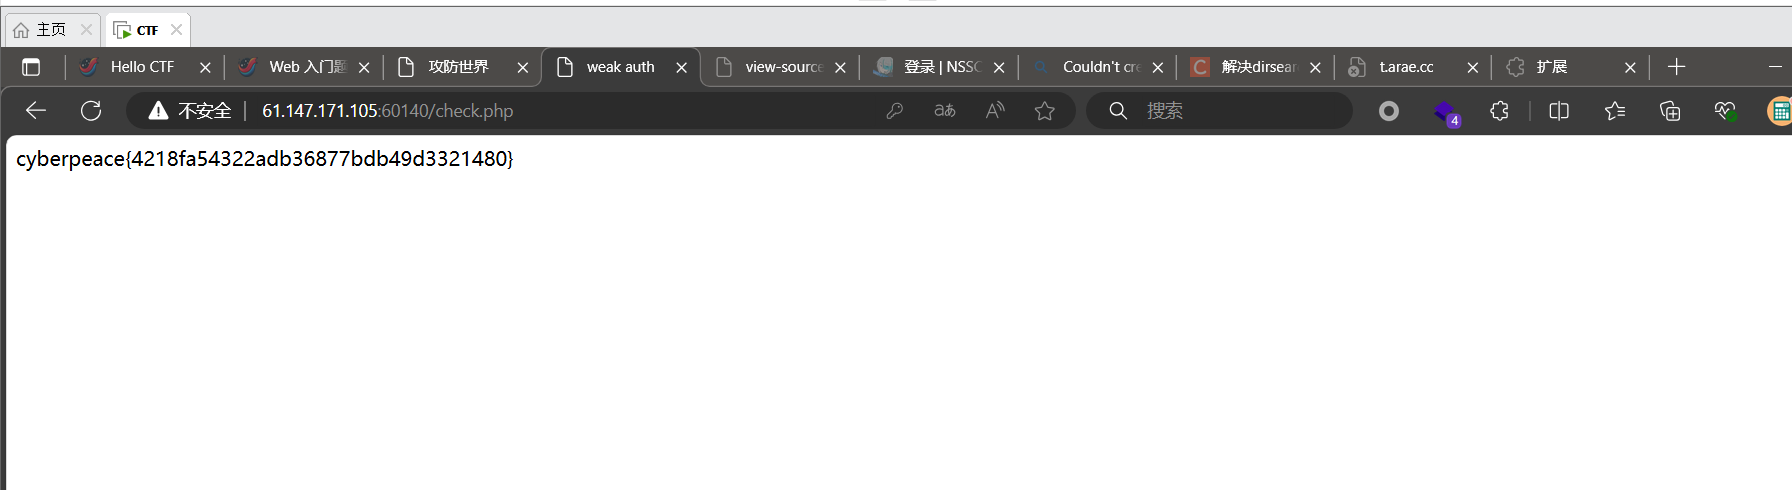 主页 CTF
Hello CTF Web 入门题 攻防世界 weak auth view-source 登录 | NSSC Couldn't cre 解决dirsear t.arae.cc 扩展
不安全 61.147.171.105:60140/check.php aあ A 搜索 4
cyberpeace{4218fa54322adb36877bdb49d3321480}